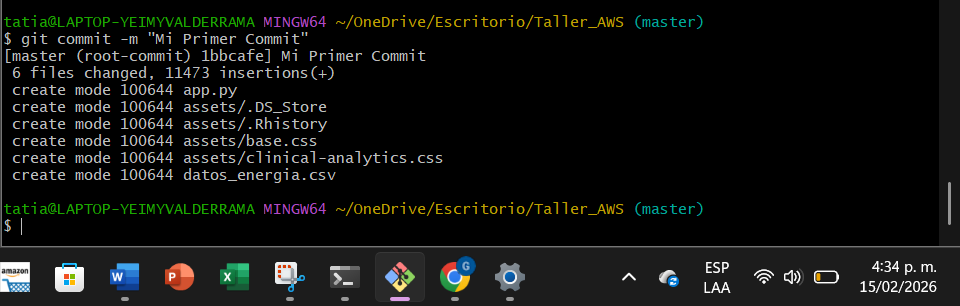 tatia@LAPTOP-YEIMYVALDERRAMA MINGW64 ~/OneDrive/Escritorio/Taller_AWS (master)
$ git commit -m "Mi Primer Commit"
[master (root-commit) 1bbcafe] Mi Primer Commit
 6 files changed, 11473 insertions(+)
 create mode 100644 app.py
 create mode 100644 assets/.DS_Store
 create mode 100644 assets/.Rhistory
 create mode 100644 assets/base.css
 create mode 100644 assets/clinical-analytics.css
 create mode 100644 datos_energia.csv
tatia@LAPTOP-YEIMYVALDERRAMA MINGW64 ~/OneDrive/Escritorio/Taller_AWS (master)
$
amazon
W
P
X
G
ESP
LAA
4:34 p. m.
15/02/2026